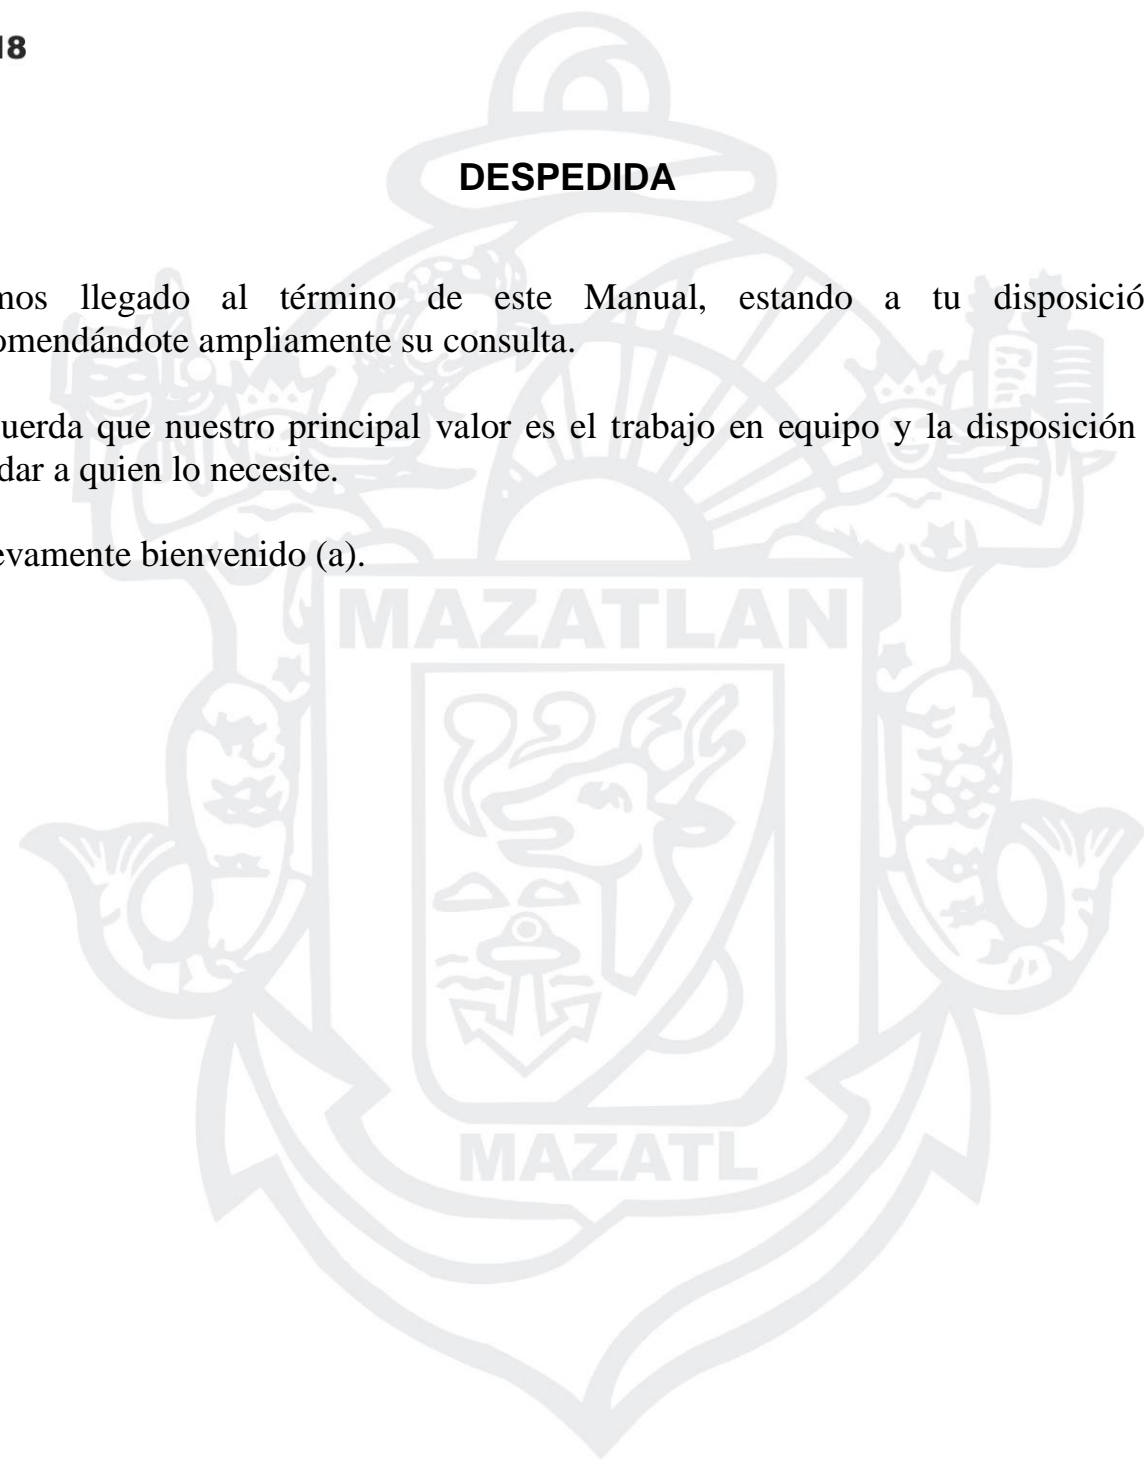 18
DESPEDIDA
mos llegado al término de este Manual, estando a tu disposició
omendándote ampliamente su consulta.
uerda que nuestro principal valor es el trabajo en equipo y la disposición
dar a quien lo necesite.
evamente bienvenido (a).
MAZATLAN
MAZATL